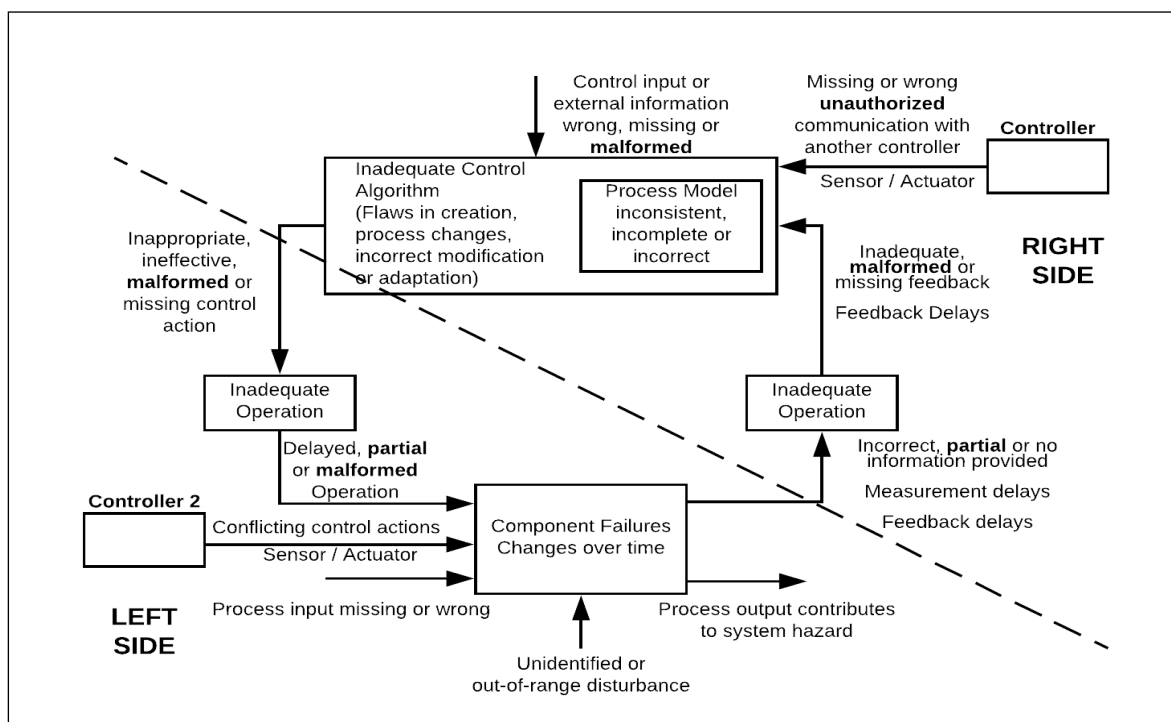 Control input or
external information
wrong, missing or
malformed
Missing or wrong
unauthorized
communication with
another controller
Controller
Sensor / Actuator
Inadequate Control
Algorithm
(Flaws in creation,
process changes,
incorrect modification
or adaptation)
Process Model
inconsistent,
incomplete or
incorrect
Inappropriate,
ineffective,
malformed or
missing control
action
Inadequate,
malformed or
missing feedback
Feedback Delays
RIGHT
SIDE
Inadequate
Operation
Inadequate
Operation
Delayed, partial
or malformed
Operation
Incorrect, partial or no
information provided
Measurement delays
Feedback delays
Controller 2
Conflicting control actions
Sensor / Actuator
Component Failures
Changes over time
LEFT
SIDE
Process input missing or wrong
Process output contributes
to system hazard
Unidentified or
out-of-range disturbance